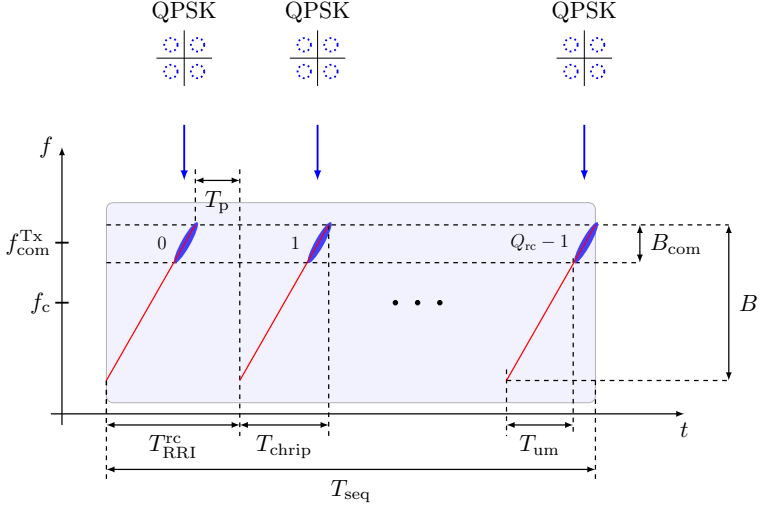 QPSK QPSK QPSK
f
T_p
f_com^Tx
0 1 Q_rc − 1
B_com
f_c
• • •
B
t
T_RRI^rc T_chrip T_um
T_seq